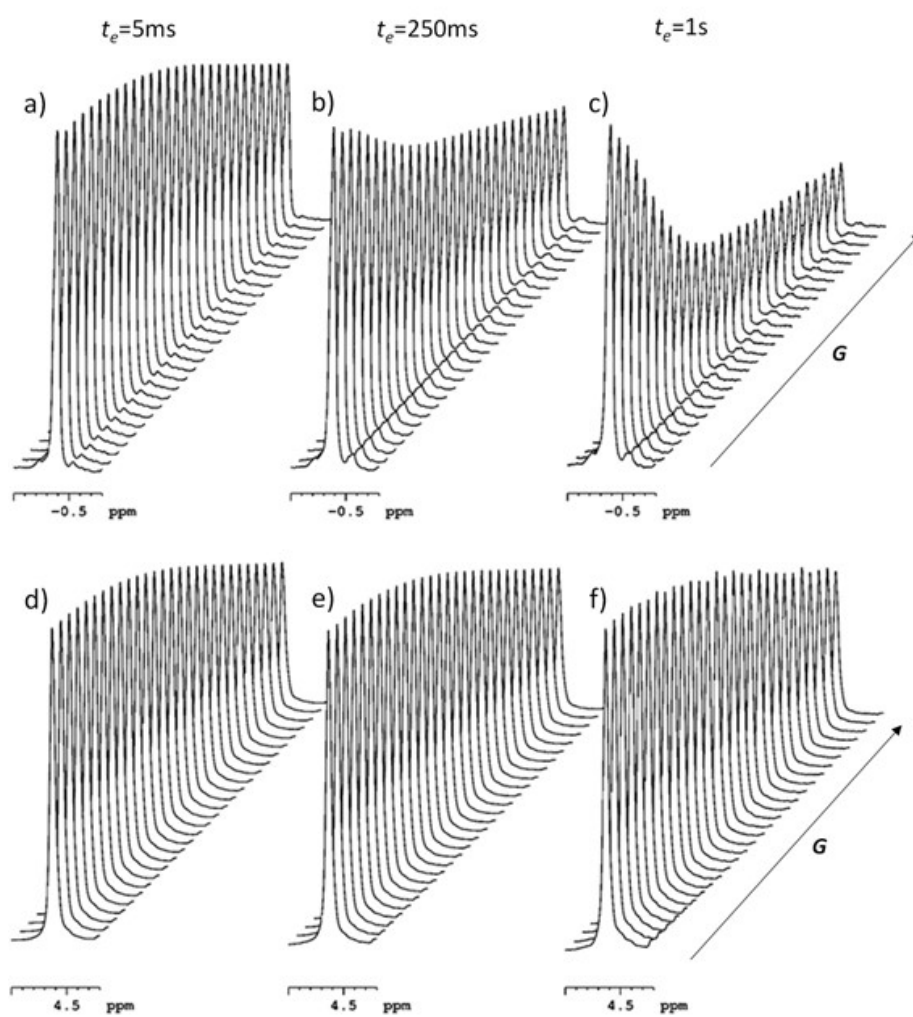 t_e=5ms t_e=250ms t_e=1s
a) b) c)
G
-0.5 ppm -0.5 ppm -0.5 ppm
d) e) f)
G
4.5 ppm 4.5 ppm 4.5 ppm